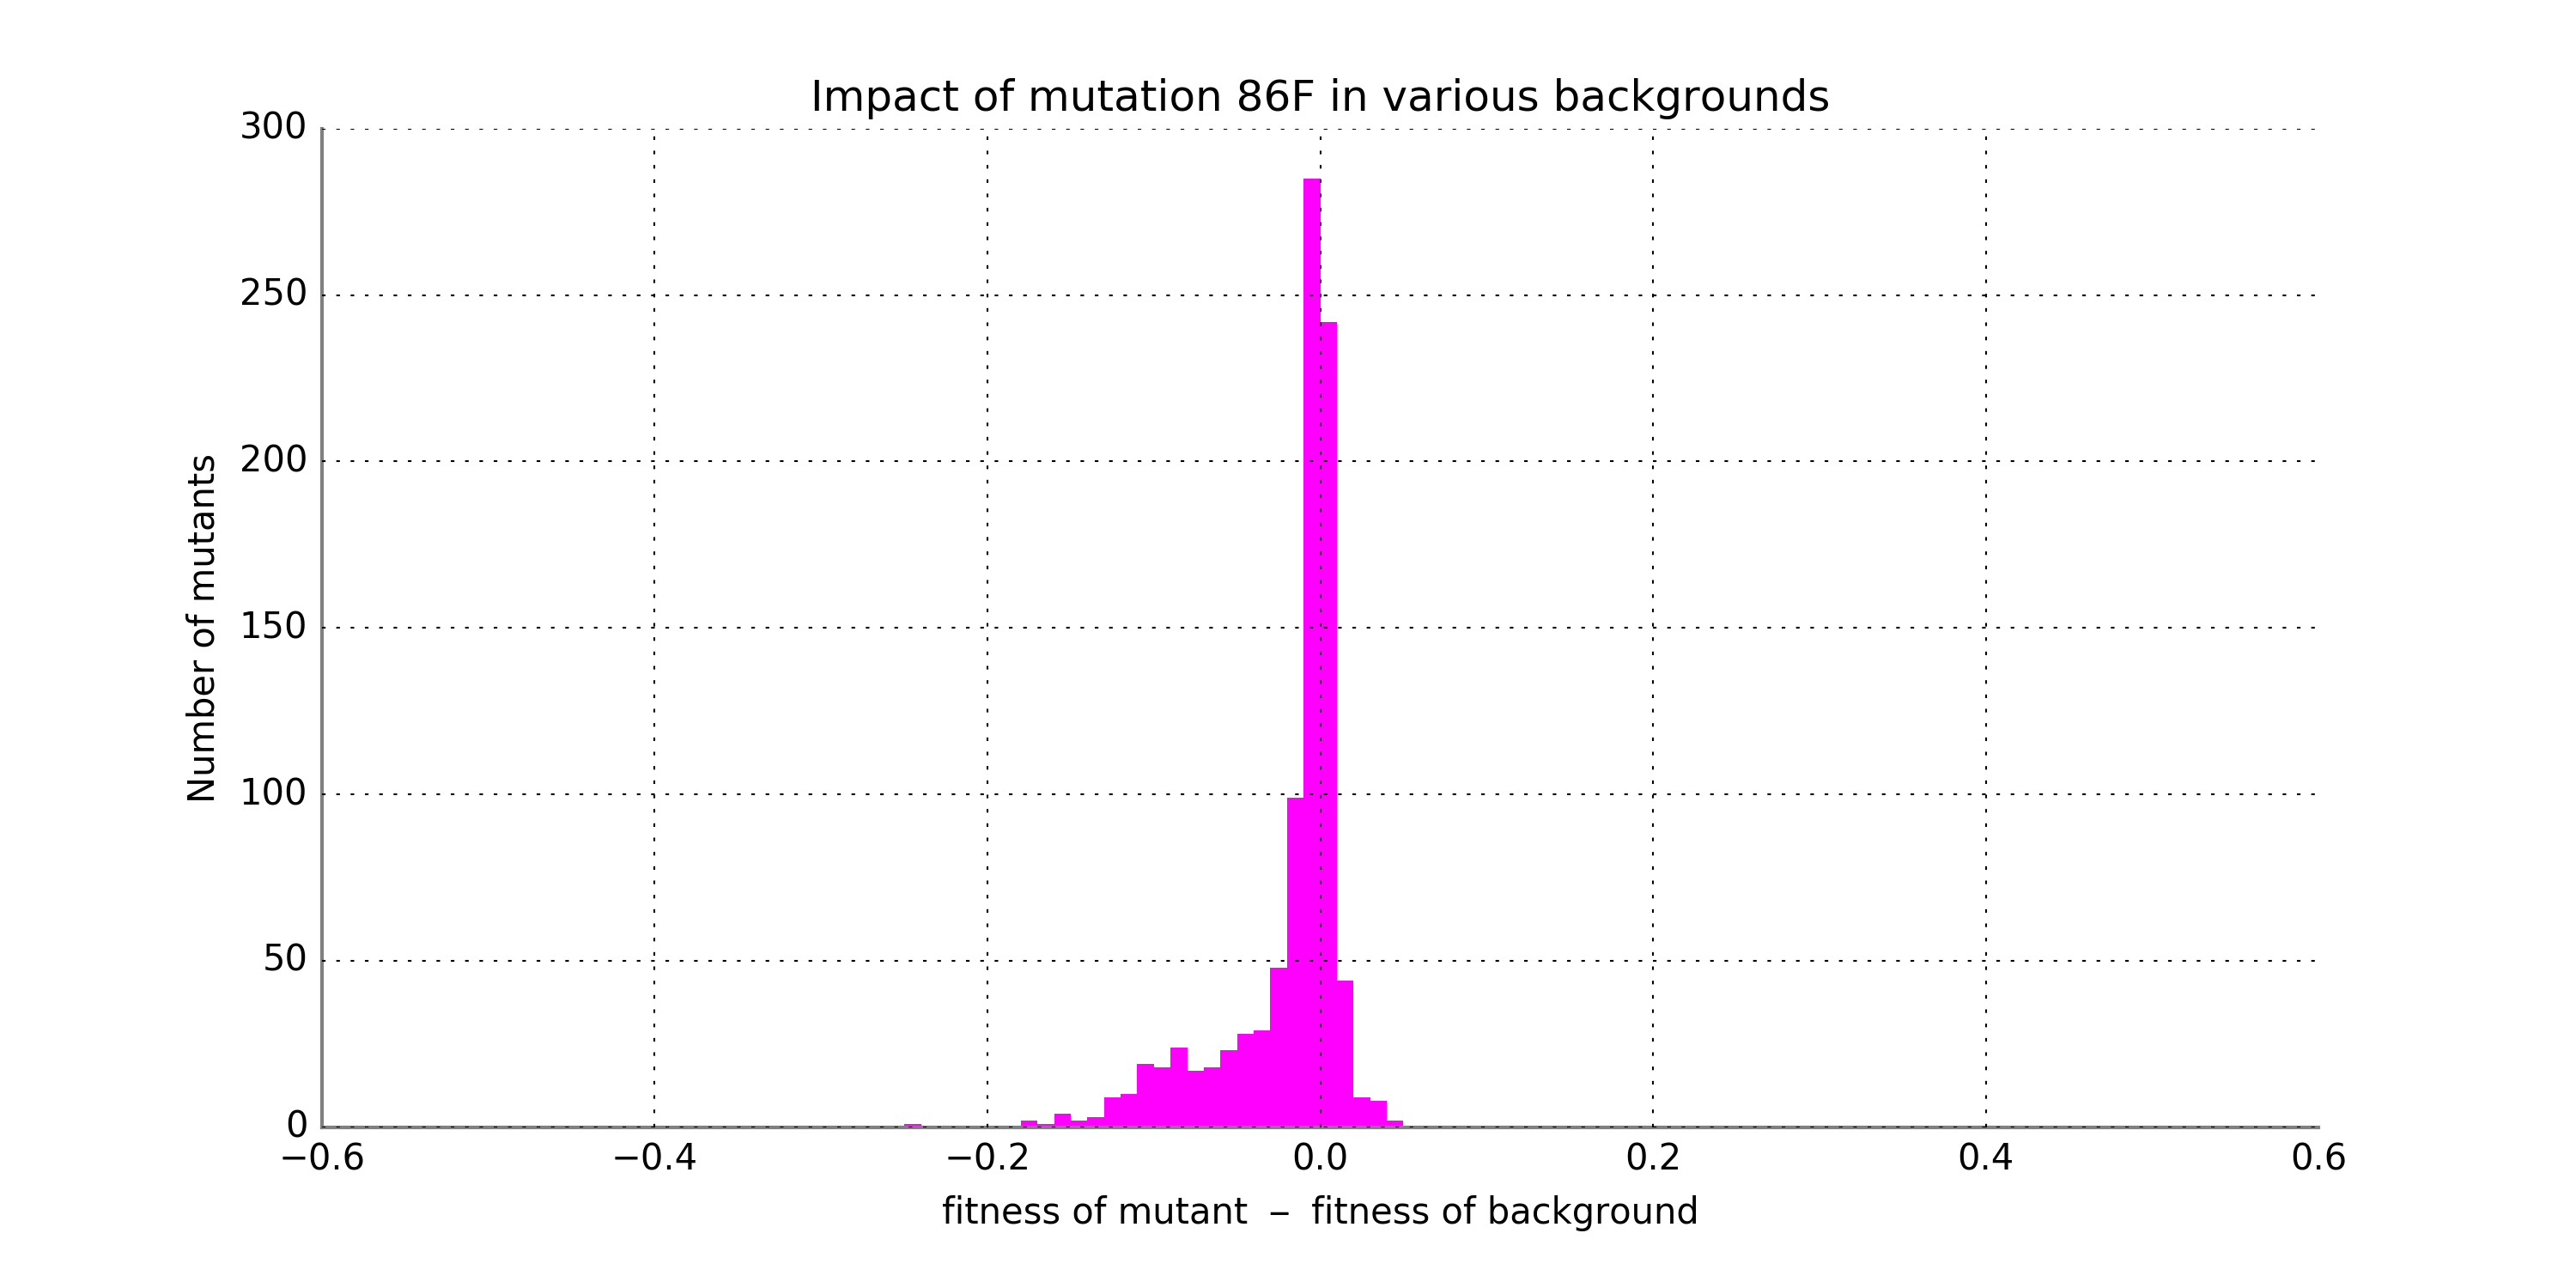 Impact of mutation 86F in various backgrounds
300
250
200
150
100
50
0
Number of mutants
−0.6 −0.4 −0.2 0.0 0.2 0.4 0.6
fitness of mutant − fitness of background